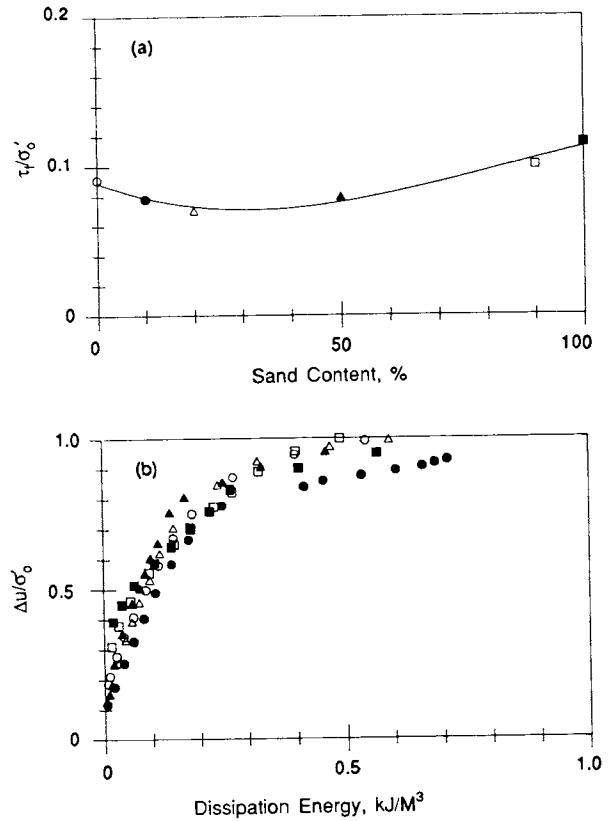 0.2
(a)
τf/σ'o
0.1
0
0
50
100
Sand Content, %
1.0
(b)
Δu/σ'o
0.5
0
0
0.5
1.0
Dissipation Energy, kJ/M³